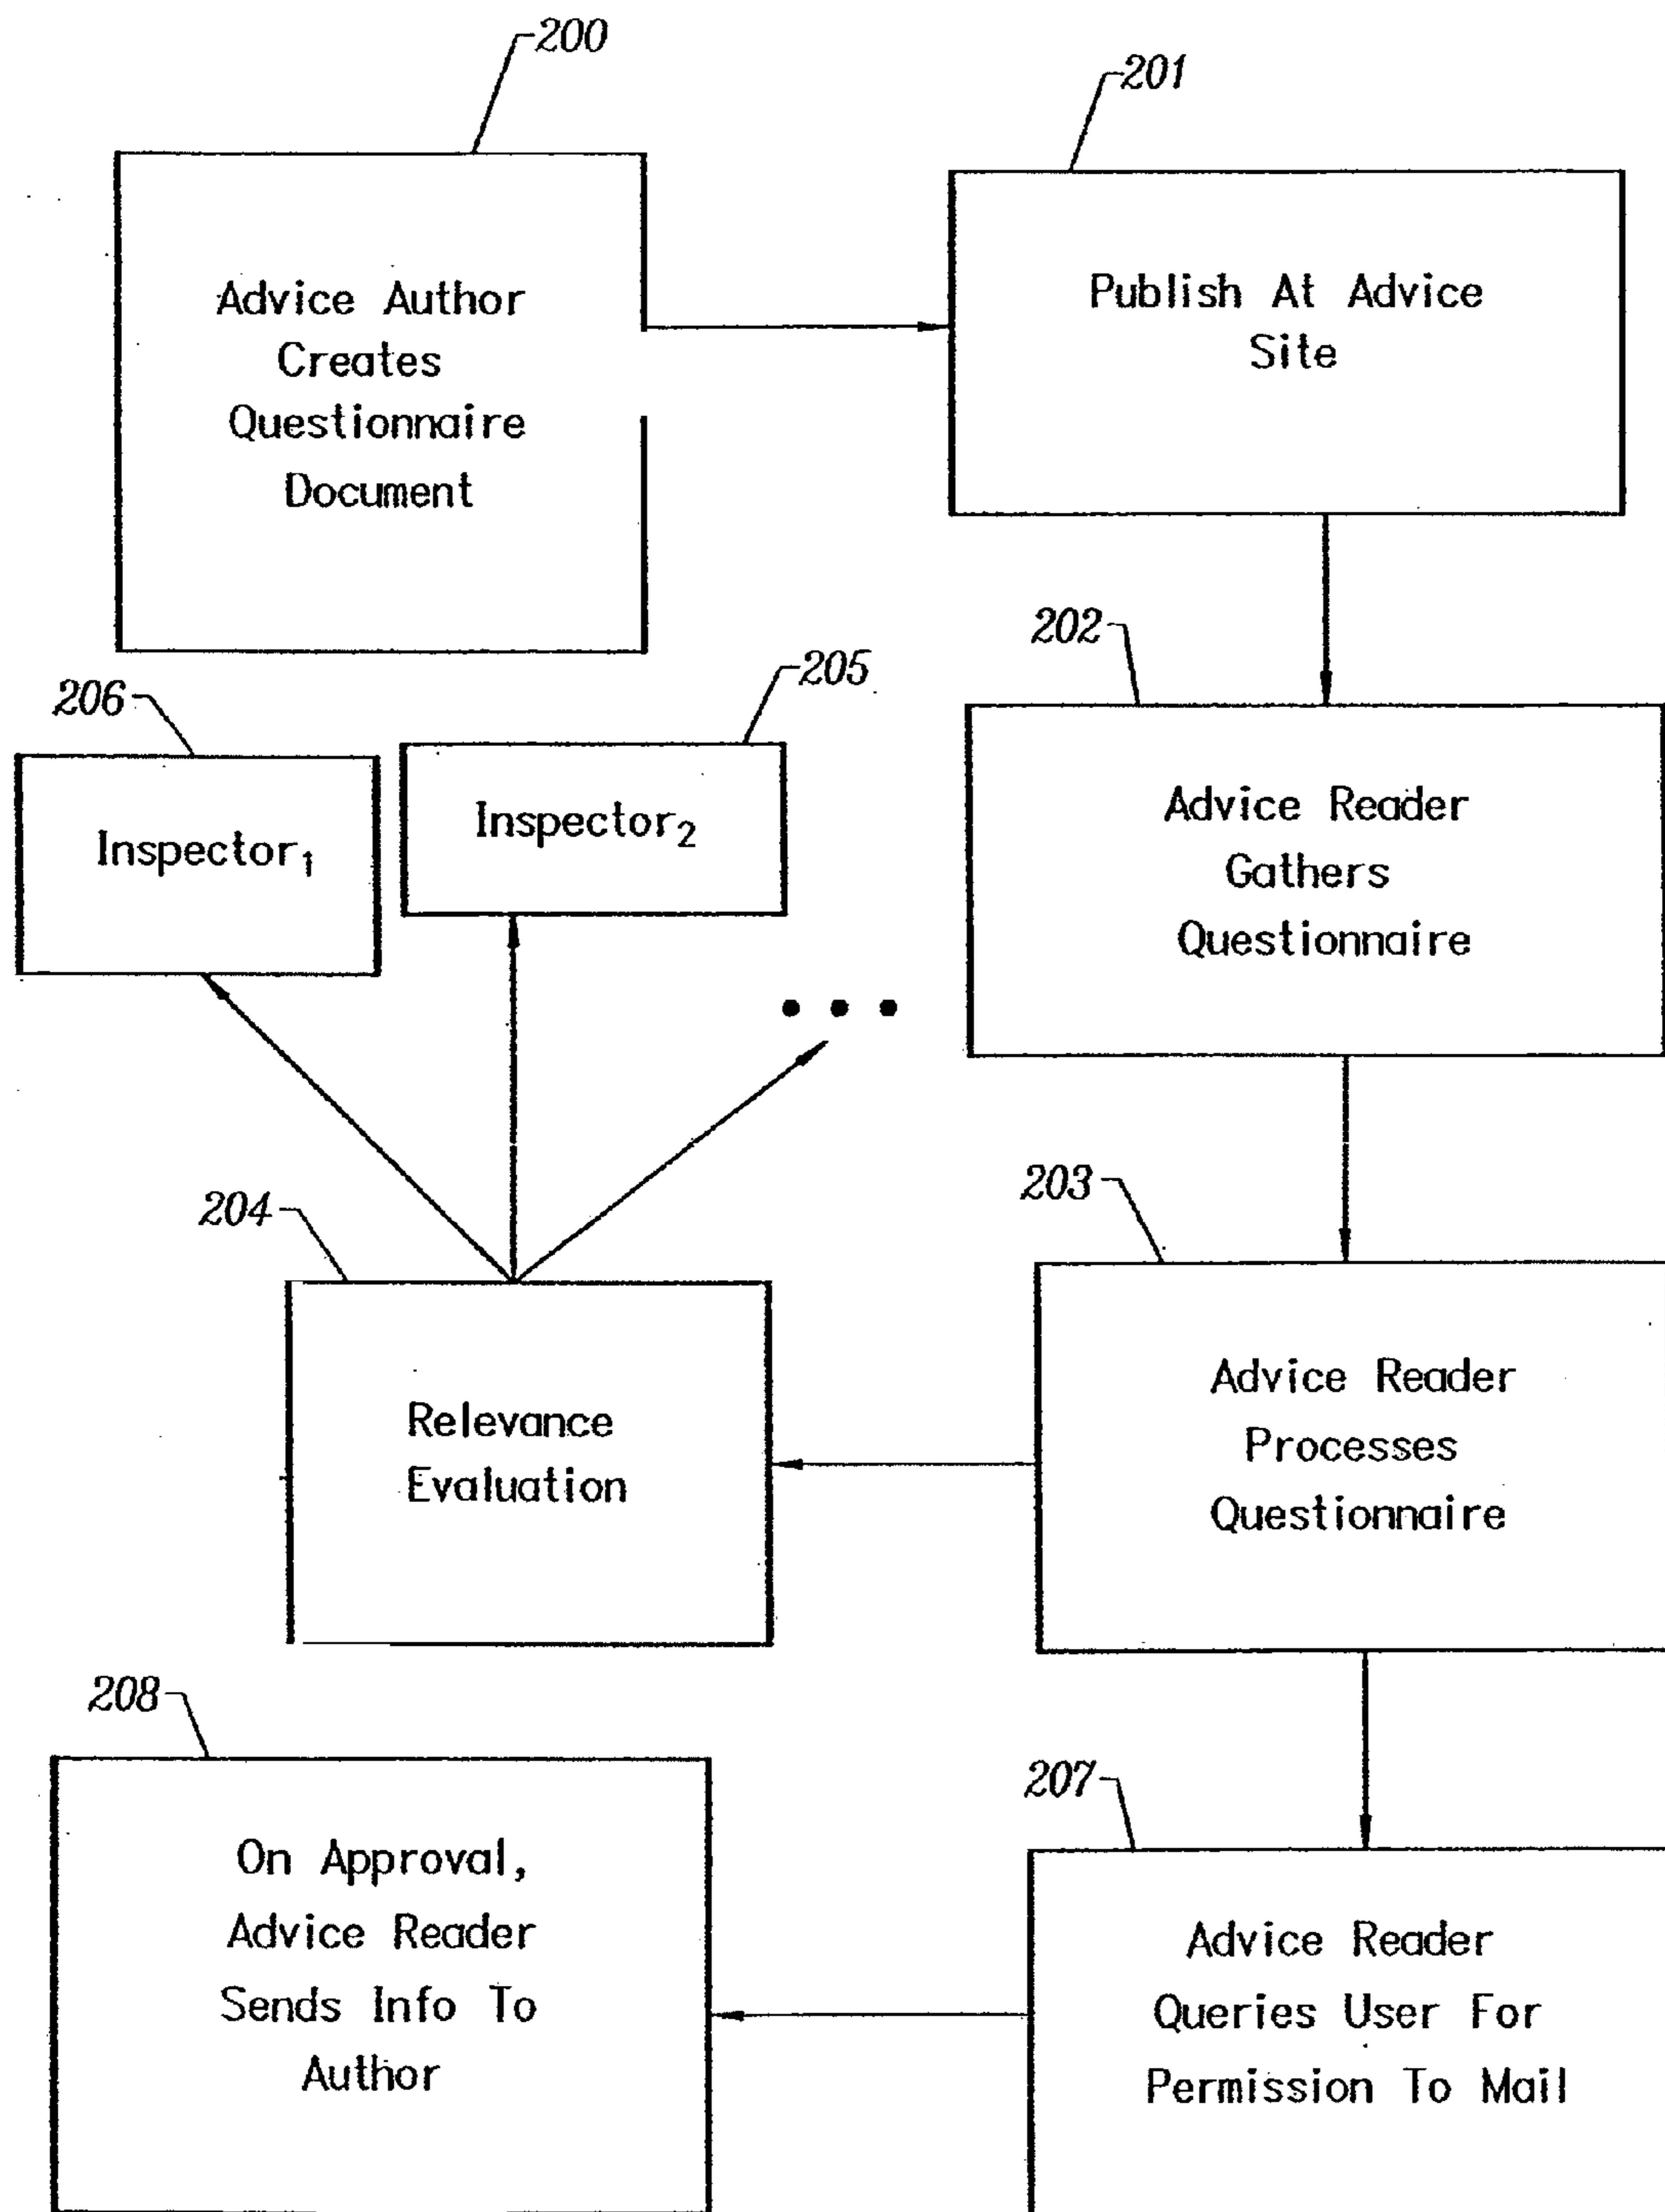 200
Advice Author
Creates
Questionnaire
Document
201
Publish At Advice
Site
202
Advice Reader
Gathers
Questionnaire
206
Inspector₁
205
Inspector₂
• • •
203
Advice Reader
Processes
Questionnaire
204
Relevance
Evaluation
207
Advice Reader
Queries User For
Permission To Mail
208
On Approval,
Advice Reader
Sends Info To
Author